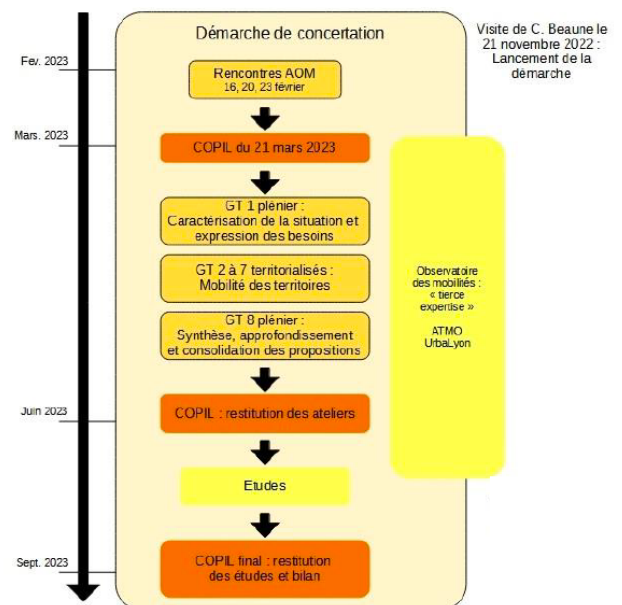 Démarche de concertation
Visite de C. Beaune le
21 novembre 2022 :
Lancement de la
démarche
Fev. 2023
Rencontres AOM
16, 20, 23 février
Mars. 2023
COPIL du 21 mars 2023
GT 1 plénier :
Caractérisation de la situation et
expression des besoins
GT 2 à 7 territorialisés :
Mobilité des territoires
GT 8 plénier :
Synthèse, approfondissement
et consolidation des propositions
Observatoire
des mobilités :
« tierce
expertise »
ATMO
UrbaLyon
Juin 2023
COPIL : restitution des ateliers
Etudes
Sept. 2023
COPIL final : restitution
des études et bilan